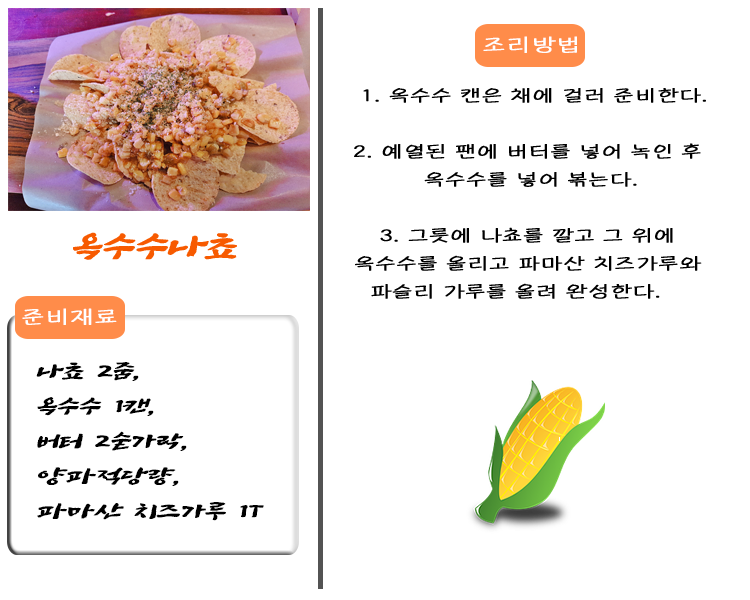 옥수수나쵸
준비재료
나쵸 2줌,
옥수수 1캔,
버터 2숟가락,
양파적당량,
파마산 치즈가루 1T
조리방법
1. 옥수수 캔은 채에 걸러 준비한다.
2. 예열된 팬에 버터를 넣어 녹인 후
옥수수를 넣어 볶는다.
3. 그릇에 나쵸를 깔고 그 위에
옥수수를 올리고 파마산 치즈가루와
파슬리 가루를 올려 완성한다.